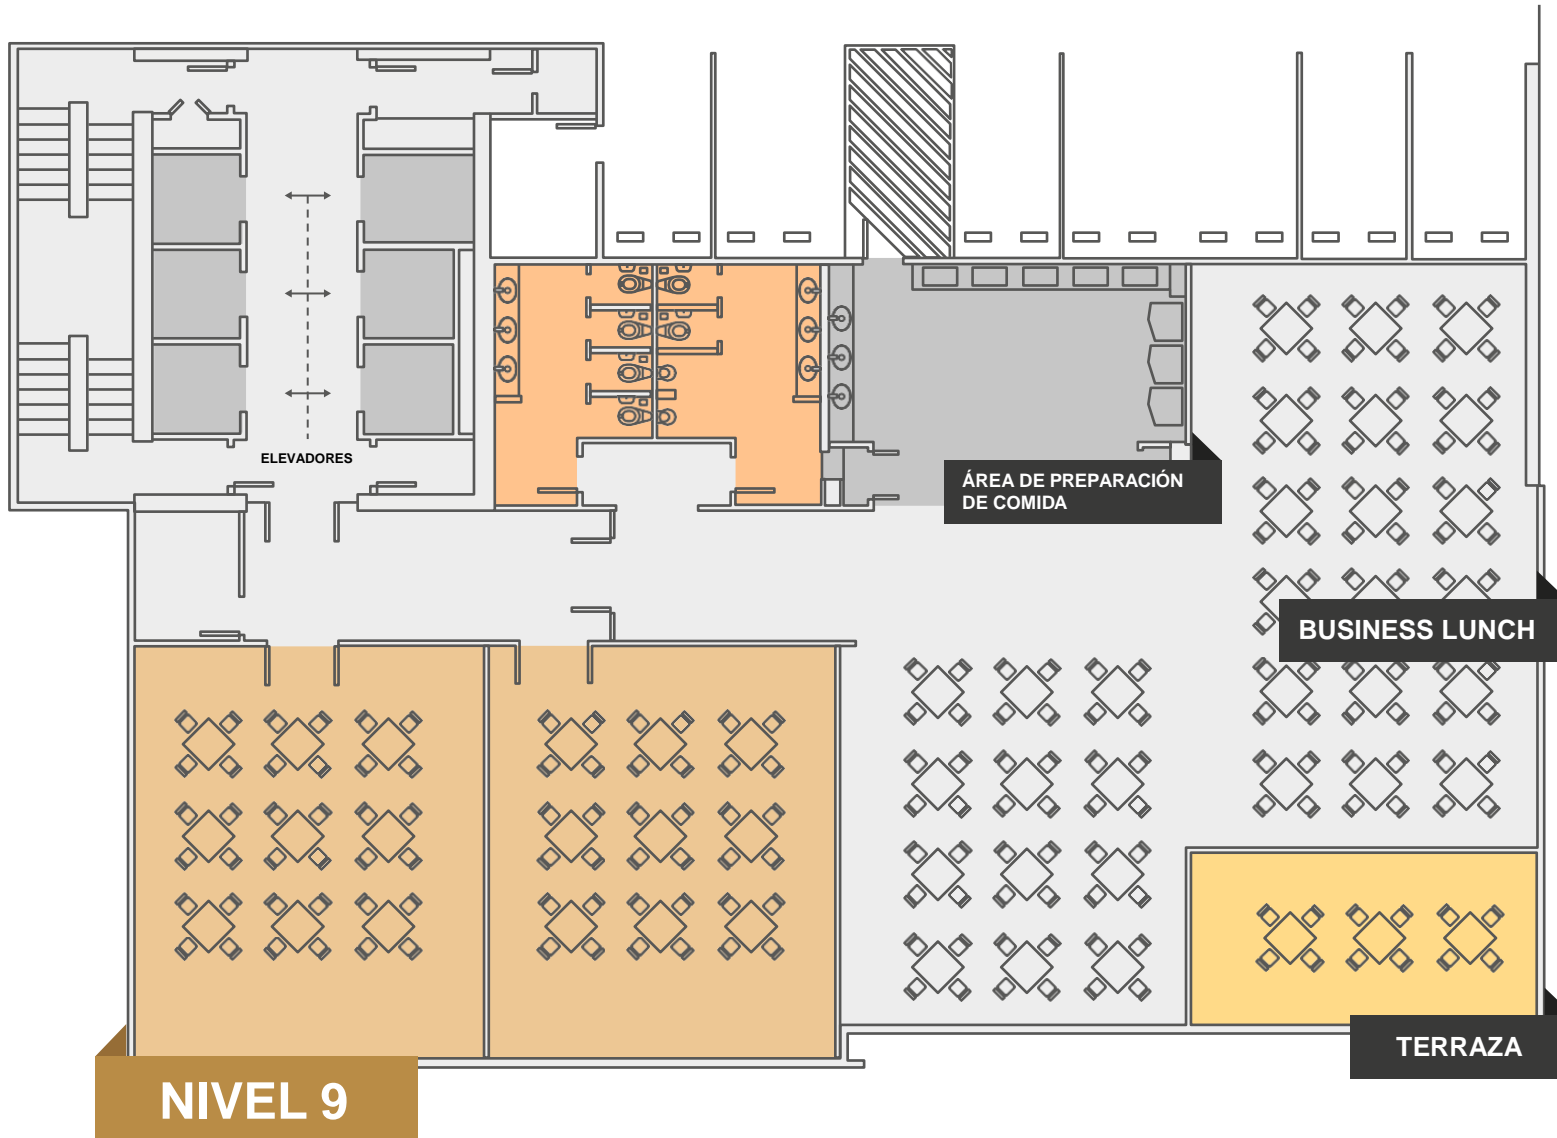 ELEVADORES
ÁREA DE PREPARACIÓN
DE COMIDA
BUSINESS LUNCH
TERRAZA
NIVEL 9